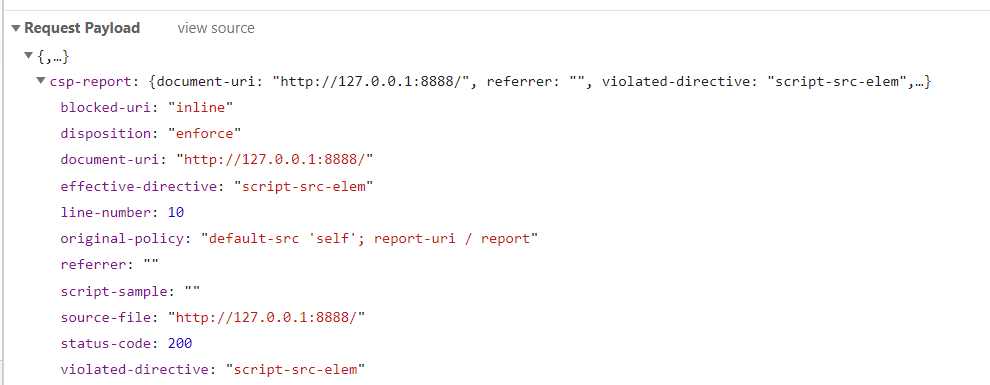 Request Payload view source
{,…}
csp-report: {document-uri: "http://127.0.0.1:8888/", referrer: "", violated-directive: "script-src-elem",…}
blocked-uri: "inline"
disposition: "enforce"
document-uri: "http://127.0.0.1:8888/"
effective-directive: "script-src-elem"
line-number: 10
original-policy: "default-src 'self'; report-uri / report"
referrer: ""
script-sample: ""
source-file: "http://127.0.0.1:8888/"
status-code: 200
violated-directive: "script-src-elem"